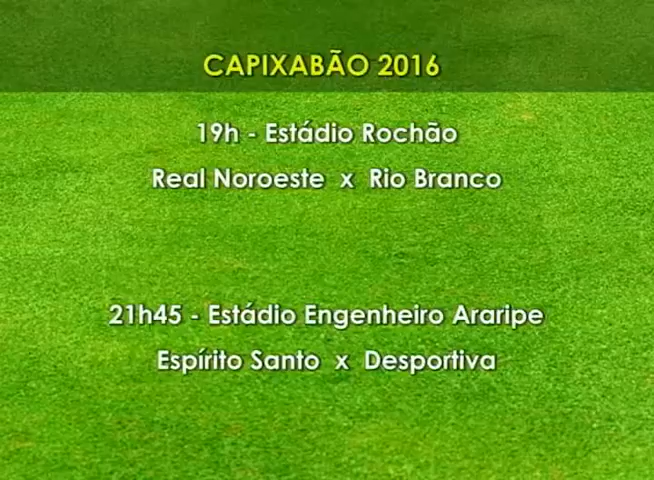 CAPIXABÃO 2016
19h - Estádio Rochão
Real Noroeste x Rio Branco
21h45 - Estádio Engenheiro Araripe
Espírito Santo x Desportiva